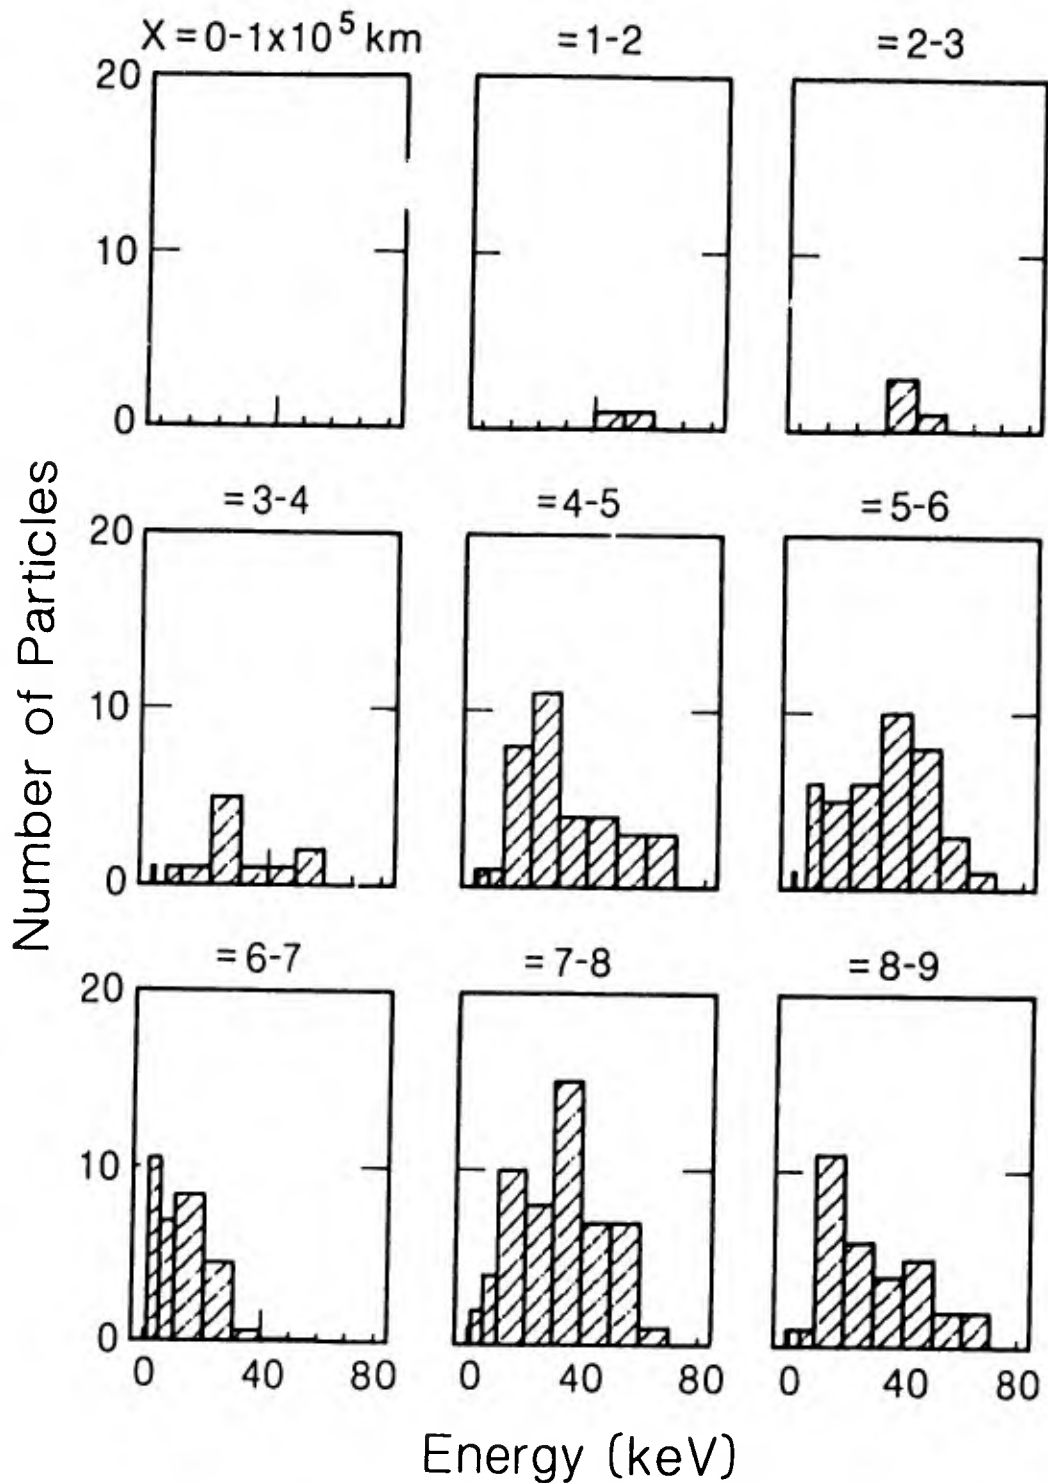 X = 0-1x10⁵ km
= 1-2
= 2-3
20
10
0
= 3-4
= 4-5
= 5-6
20
10
0
Number of Particles
= 6-7
= 7-8
= 8-9
20
10
0
0 40 80
0 40 80
0 40 80
Energy (keV)